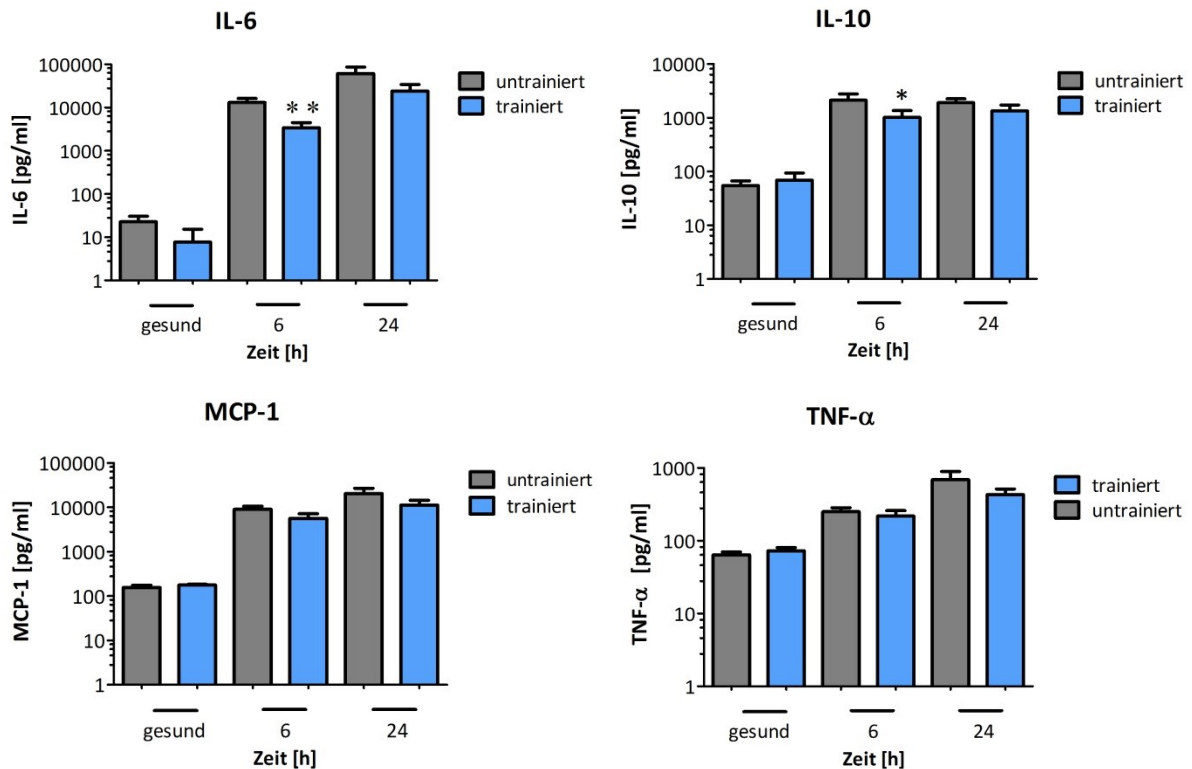 IL-6
IL-6 [pg/ml]
100000
10000
1000
100
10
1
* *
untrainiert
trainiert
gesund 6 24
Zeit [h]
IL-10
IL-10 [pg/ml]
10000
1000
100
10
1
*
untrainiert
trainiert
gesund 6 24
Zeit [h]
MCP-1
MCP-1 [pg/ml]
100000
10000
1000
100
10
1
untrainiert
trainiert
gesund 6 24
Zeit [h]
TNF-α
TNF-α [pg/ml]
1000
100
10
1
trainiert
untrainiert
gesund 6 24
Zeit [h]